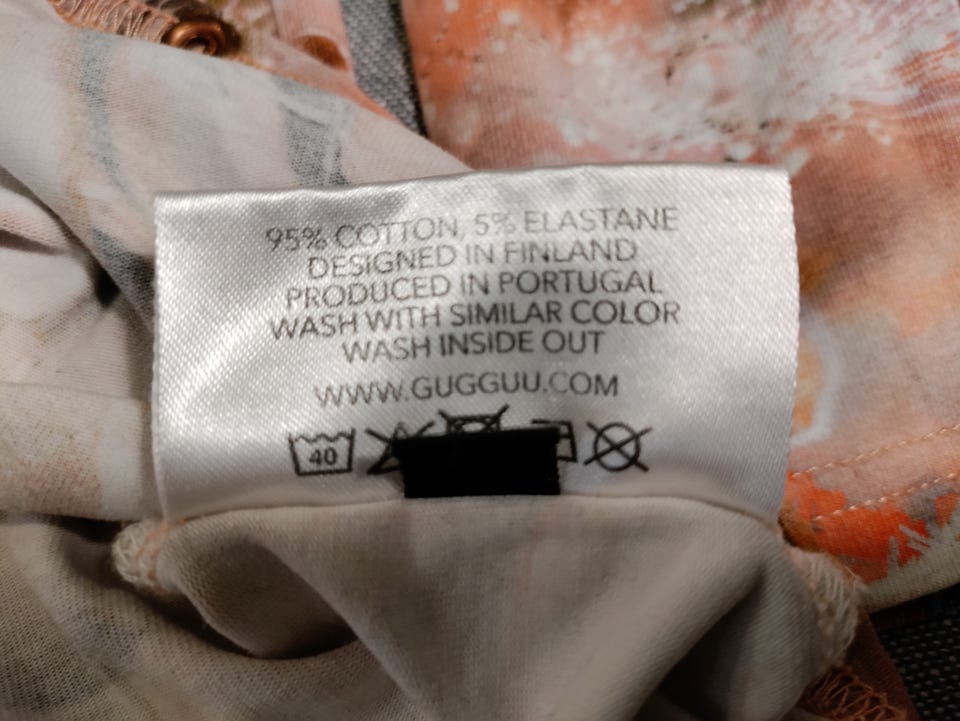 95% COTTON, 5% ELASTANE
DESIGNED IN FINLAND
PRODUCED IN PORTUGAL
WASH WITH SIMILAR COLOR
WASH INSIDE OUT
WWW.GUGGUU.COM
40